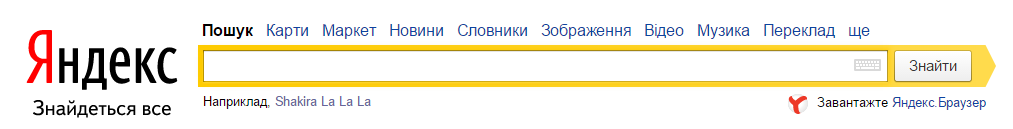 Пошук Карти Маркет Новини Словники Зображення Відео Музика Переклад ще
Яндекс
Знайти
Знайдеться все
Наприклад, Shakira La La La
Завантажте Яндекс.Браузер